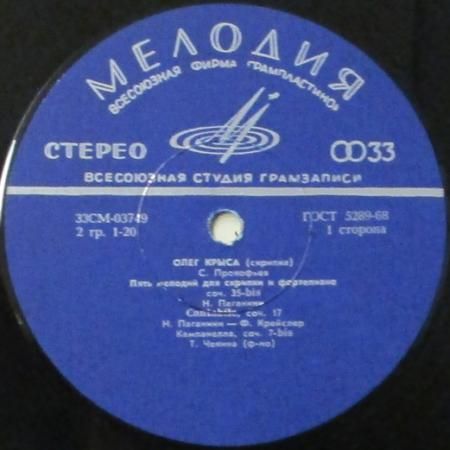 МЕЛОДИЯ
ВСЕСОЮЗНАЯ ФИРМА ГРАМПЛАСТИНОК
СТЕРЕО 33
ВСЕСОЮЗНАЯ СТУДИЯ ГРАМЗАПИСИ
33СМ-03749 ГОСТ 5289-68
2 гр. 1-20 1 сторона
ОЛЕГ КРЫСА (скрипка)
С. Прокофьев
Пять мелодий для скрипки и фортепиано
соч. 35-bis
Н. Паганини
Cantabile, соч. 17
Н. Паганини — Ф. Крейслер
Кампанелла, соч. 7-bis
Т. Чекина (ф-но)